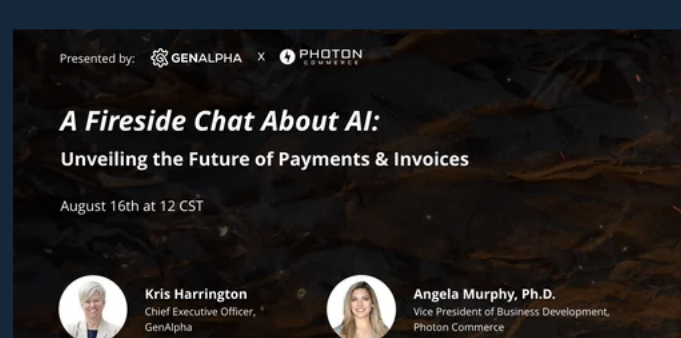 Presented by: GENALPHA X PHOTON COMMERCE
A Fireside Chat About AI:
Unveiling the Future of Payments & Invoices
August 16th at 12 CST
Kris Harrington
Chief Executive Officer,
GenAlpha
Angela Murphy, Ph.D.
Vice President of Business Development,
Photon Commerce